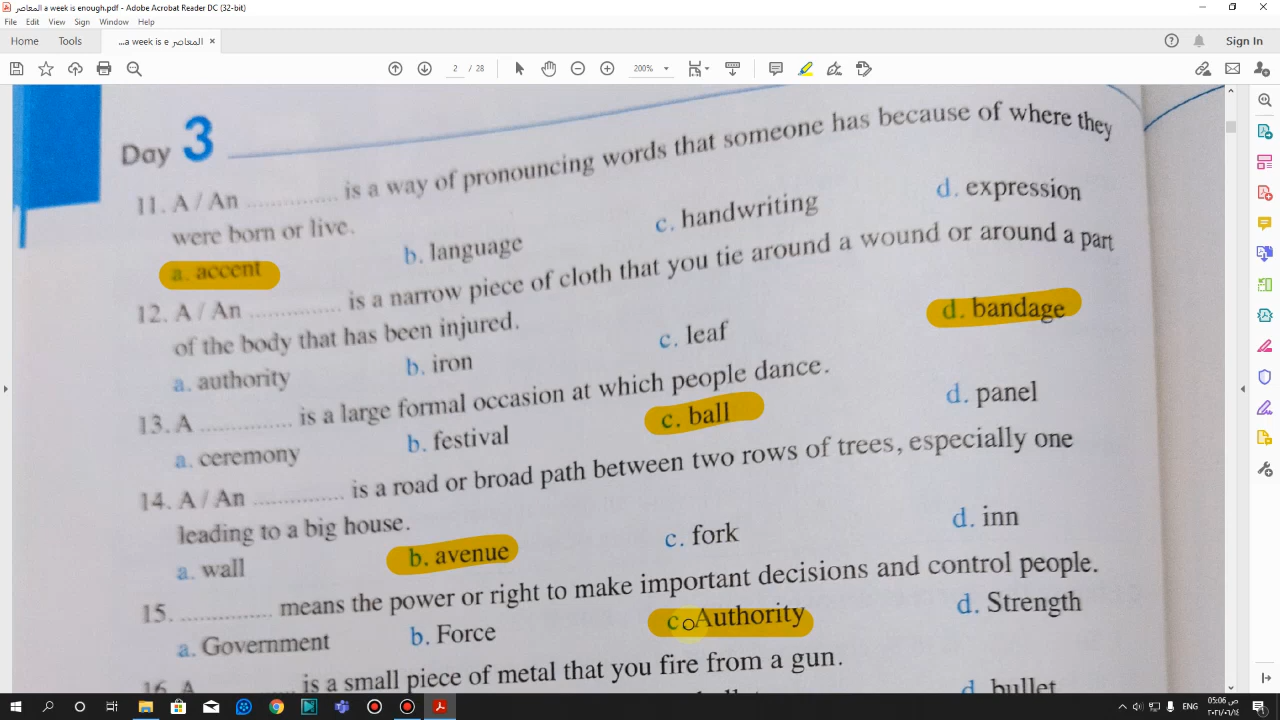 المعاصر a week is enough.pdf - Adobe Acrobat Reader DC (32-bit)
File Edit View Sign Window Help
Home Tools ...a week is e المعاصر × Sign In
2 / 28 200%
Day 3
11. A / An .............. is a way of pronouncing words that someone has because of where they
were born or live.
a. accent b. language c. handwriting d. expression
12. A / An .............. is a narrow piece of cloth that you tie around a wound or around a part
of the body that has been injured.
a. authority b. iron c. leaf d. bandage
13. A .............. is a large formal occasion at which people dance.
a. ceremony b. festival c. ball d. panel
14. A / An .............. is a road or broad path between two rows of trees, especially one
leading to a big house.
a. wall b. avenue c. fork d. inn
15. .............. means the power or right to make important decisions and control people.
a. Government b. Force c. Authority d. Strength
16. A is a small piece of metal that you fire from a gun.
d. bullet
ENG 05:06 ص